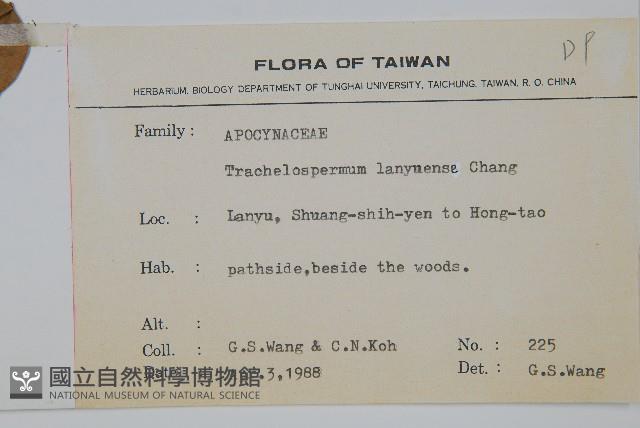 DP
FLORA OF TAIWAN
HERBARIUM, BIOLOGY DEPARTMENT OF TUNGHAI UNIVERSITY, TAICHUNG, TAIWAN, R. O. CHINA
Family : APOCYNACEAE
Trachelospermum lanyuense Chang
Loc. : Lanyu, Shuang-shih-yen to Hong-tao
Hab. : pathside,beside the woods.
Alt. :
Coll. : G.S.Wang & C.N.Koh No. : 225
3,1988 Det. : G.S.Wang
國立自然科學博物館
NATIONAL MUSEUM OF NATURAL SCIENCE